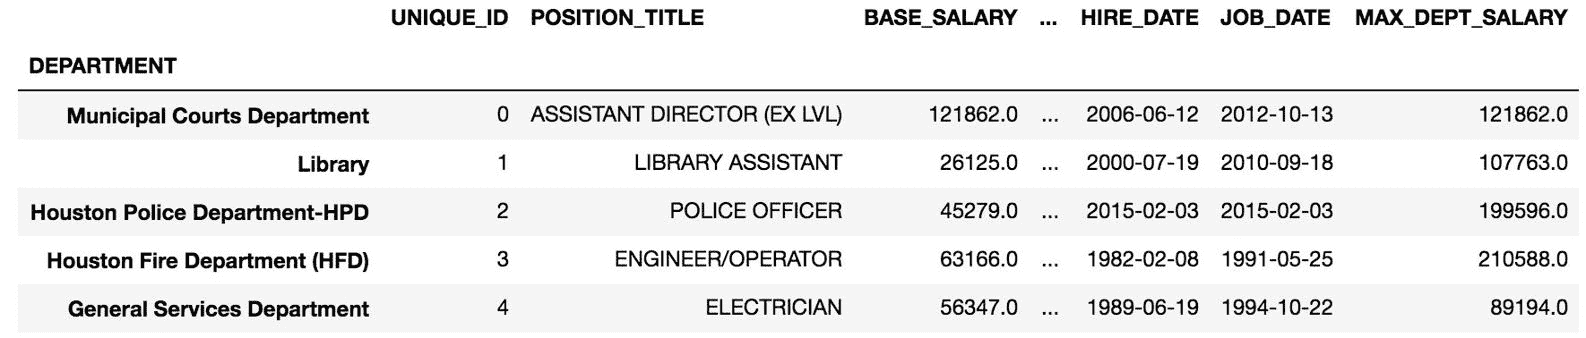 UNIQUE_ID POSITION_TITLE BASE_SALARY ... HIRE_DATE JOB_DATE MAX_DEPT_SALARY
DEPARTMENT
Municipal Courts Department 0 ASSISTANT DIRECTOR (EX LVL) 121862.0 ... 2006-06-12 2012-10-13 121862.0
Library 1 LIBRARY ASSISTANT 26125.0 ... 2000-07-19 2010-09-18 107763.0
Houston Police Department-HPD 2 POLICE OFFICER 45279.0 ... 2015-02-03 2015-02-03 199596.0
Houston Fire Department (HFD) 3 ENGINEER/OPERATOR 63166.0 ... 1982-02-08 1991-05-25 210588.0
General Services Department 4 ELECTRICIAN 56347.0 ... 1989-06-19 1994-10-22 89194.0